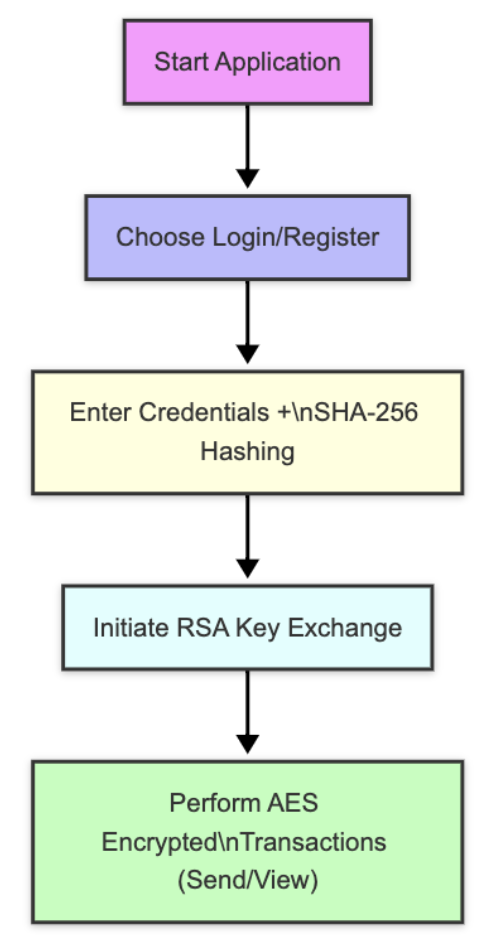 Start Application
Choose Login/Register
Enter Credentials +\nSHA-256
Hashing
Initiate RSA Key Exchange
Perform AES
Encrypted\nTransactions
(Send/View)